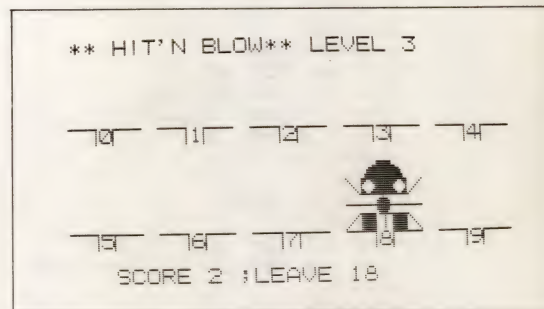 ** HIT'N BLOW** LEVEL 3
0 1 2 3 4
5 6 7 8 9
SCORE 2 ;LEAVE 18